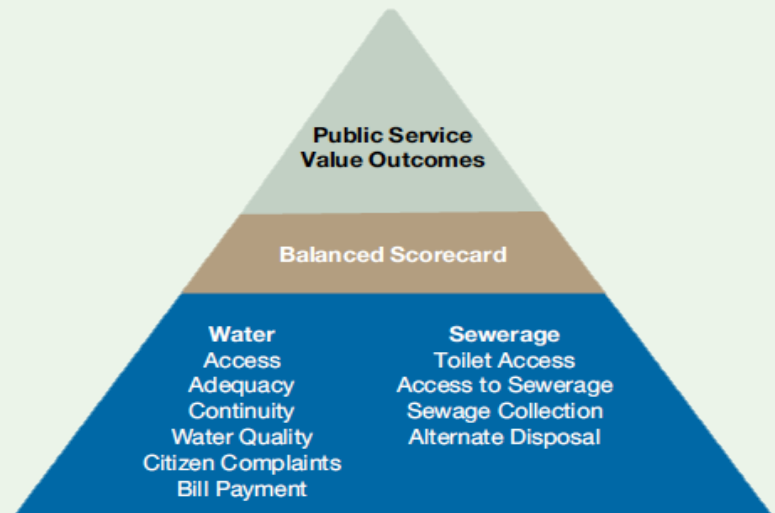 Public Service
Value Outcomes
Balanced Scorecard
Water
Access
Adequacy
Continuity
Water Quality
Citizen Complaints
Bill Payment
Sewerage
Toilet Access
Access to Sewerage
Sewage Collection
Alternate Disposal